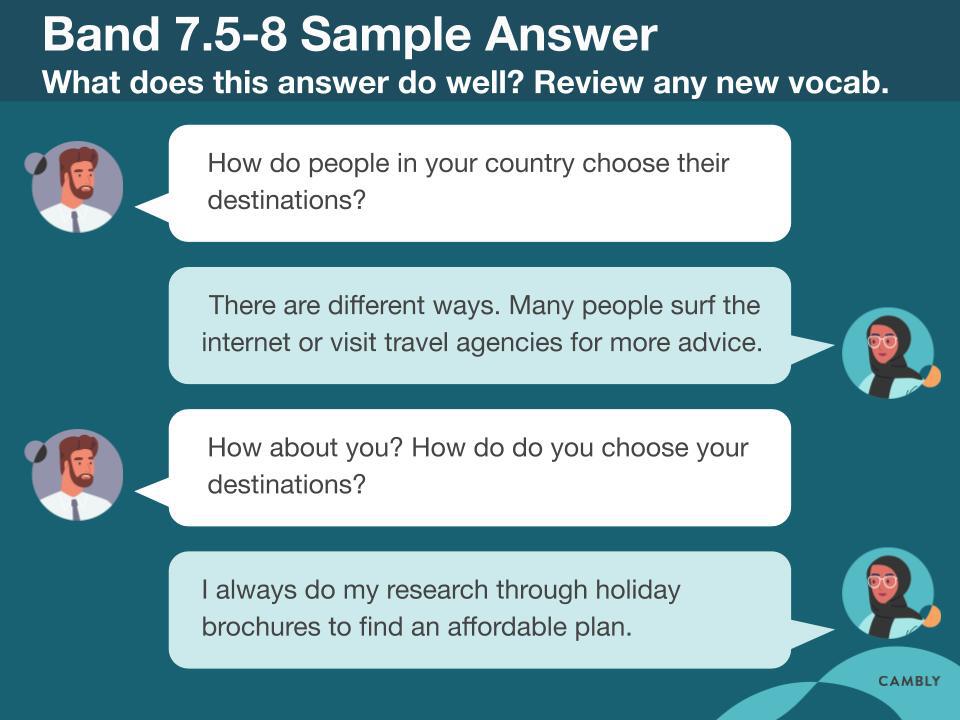 Band 7.5-8 Sample Answer
What does this answer do well? Review any new vocab.
How do people in your country choose their
destinations?
There are different ways. Many people surf the
internet or visit travel agencies for more advice.
How about you? How do do you choose your
destinations?
I always do my research through holiday
brochures to find an affordable plan.
CAMBLY